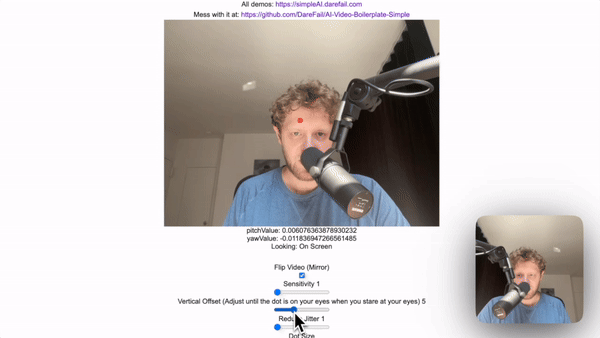 All demos: https://simpleAI.darefail.com
Mess with it at: https://github.com/DareFail/AI-Video-Boilerplate-Simple
pitchValue: 0.006076363878930232
yawValue: -0.011836947266561485
Looking: On Screen
Flip Video (Mirror)
Sensitivity 1
Vertical Offset (Adjust until the dot is on your eyes when you stare at your eyes) 5
Jitter 1
Dot Size